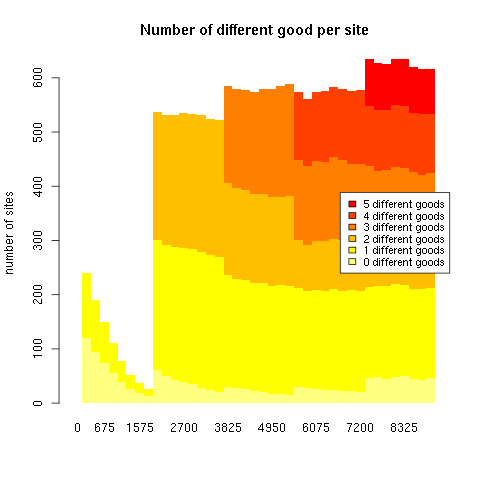 Number of different good per site
number of sites
600
500
400
300
200
100
0
5 different goods
4 different goods
3 different goods
2 different goods
1 different goods
0 different goods
0 675 1575 2700 3825 4950 6075 7200 8325